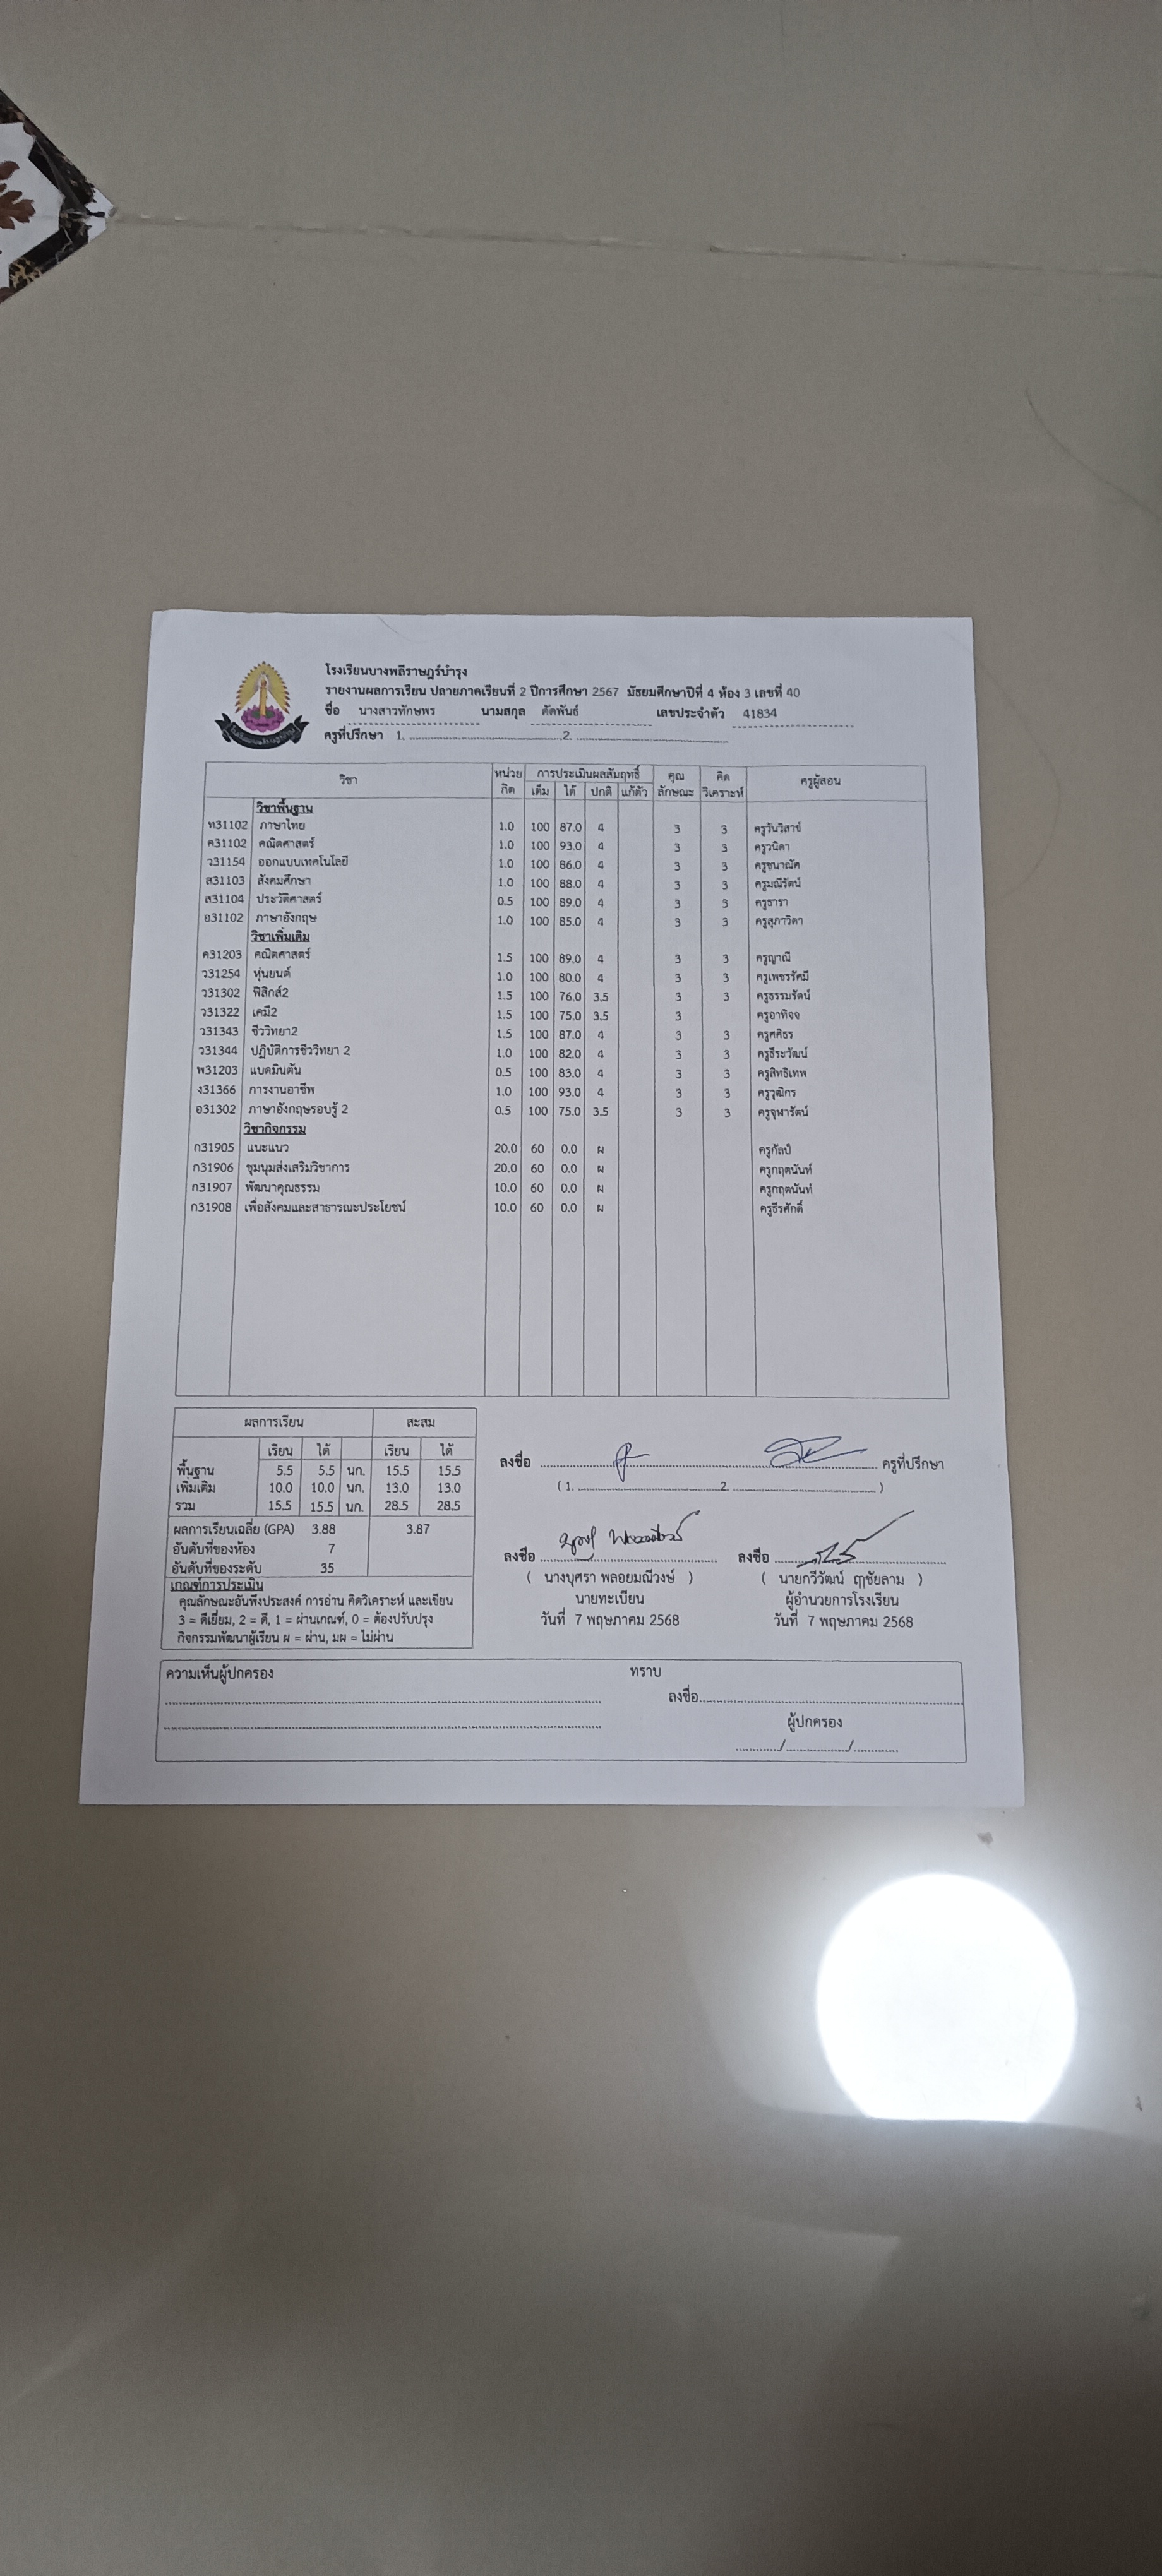 โรงเรียนบางพลีราษฎร์บำรุง
รายงานผลการเรียน ปลายภาคเรียนที่ 2 ปีการศึกษา 2567 มัธยมศึกษาปีที่ 4 ห้อง 3 เลขที่ 40
ชื่อ นางสาวทักษพร นามสกุล ตัดพันธ์ เลขประจำตัว 41834
ครูที่ปรึกษา 1. 2.
วิชา หน่วยกิต การประเมินผลสัมฤทธิ์ เต็ม ได้ ปกติ แก้ตัว คุณลักษณะ คิดวิเคราะห์ ครูผู้สอน
วิชาพื้นฐาน
ท31102 ภาษาไทย 1.0 100 87.0 4 3 3 ครูวันวิสาข์
ค31102 คณิตศาสตร์ 1.0 100 93.0 4 3 3 ครูวนิดา
ว31154 ออกแบบเทคโนโลยี 1.0 100 86.0 4 3 3 ครูชนาณัศ
ส31103 สังคมศึกษา 1.0 100 88.0 4 3 3 ครูมณีรัตน์
ส31104 ประวัติศาสตร์ 0.5 100 89.0 4 3 3 ครูธารา
อ31102 ภาษาอังกฤษ 1.0 100 85.0 4 3 3 ครูสุภาวิตา
วิชาเพิ่มเติม
ค31203 คณิตศาสตร์ 1.5 100 89.0 4 3 3 ครูญาณี
ว31254 หุ่นยนต์ 1.0 100 80.0 4 3 3 ครูเพชรรัศมี
ว31302 ฟิสิกส์2 1.5 100 76.0 3.5 3 3 ครูธรรมรัตน์
ว31322 เคมี2 1.5 100 75.0 3.5 3 ครูอาทิจจ
ว31343 ชีววิทยา2 1.5 100 87.0 4 3 3 ครูศศิธร
ว31344 ปฏิบัติการชีววิทยา 2 1.0 100 82.0 4 3 3 ครูธีระวัฒน์
พ31203 แบดมินตัน 0.5 100 83.0 4 3 3 ครูสิทธิเทพ
ง31366 การงานอาชีพ 1.0 100 93.0 4 3 3 ครูวุฒิกร
อ31302 ภาษาอังกฤษรอบรู้ 2 0.5 100 75.0 3.5 3 3 ครูจุฬารัตน์
วิชากิจกรรม
ก31905 แนะแนว 20.0 60 0.0 ผ ครูกัลป์
ก31906 ชุมนุมส่งเสริมวิชาการ 20.0 60 0.0 ผ ครูกฤตนันท์
ก31907 พัฒนาคุณธรรม 10.0 60 0.0 ผ ครูกฤตนันท์
ก31908 เพื่อสังคมและสาธารณะประโยชน์ 10.0 60 0.0 ผ ครูธีรศักดิ์
ผลการเรียน สะสม
เรียน ได้ เรียน ได้
พื้นฐาน 5.5 5.5 นก. 15.5 15.5
เพิ่มเติม 10.0 10.0 นก. 13.0 13.0
รวม 15.5 15.5 นก. 28.5 28.5
ผลการเรียนเฉลี่ย (GPA) 3.88 3.87
อันดับที่ของห้อง 7
อันดับที่ของระดับ 35
เกณฑ์การประเมิน
คุณลักษณะอันพึงประสงค์ การอ่าน คิดวิเคราะห์ และเขียน
3 = ดีเยี่ยม, 2 = ดี, 1 = ผ่านเกณฑ์, 0 = ต้องปรับปรุง
กิจกรรมพัฒนาผู้เรียน ผ = ผ่าน, มผ = ไม่ผ่าน
ลงชื่อ ครูที่ปรึกษา
( 1. 2. )
ลงชื่อ ลงชื่อ
( นางบุศรา พลอยมณีวงษ์ ) ( นายกวีวัฒน์ ฤาชัยลาม )
นายทะเบียน ผู้อำนวยการโรงเรียน
วันที่ 7 พฤษภาคม 2568 วันที่ 7 พฤษภาคม 2568
ความเห็นผู้ปกครอง ทราบ
ลงชื่อ
ผู้ปกครอง